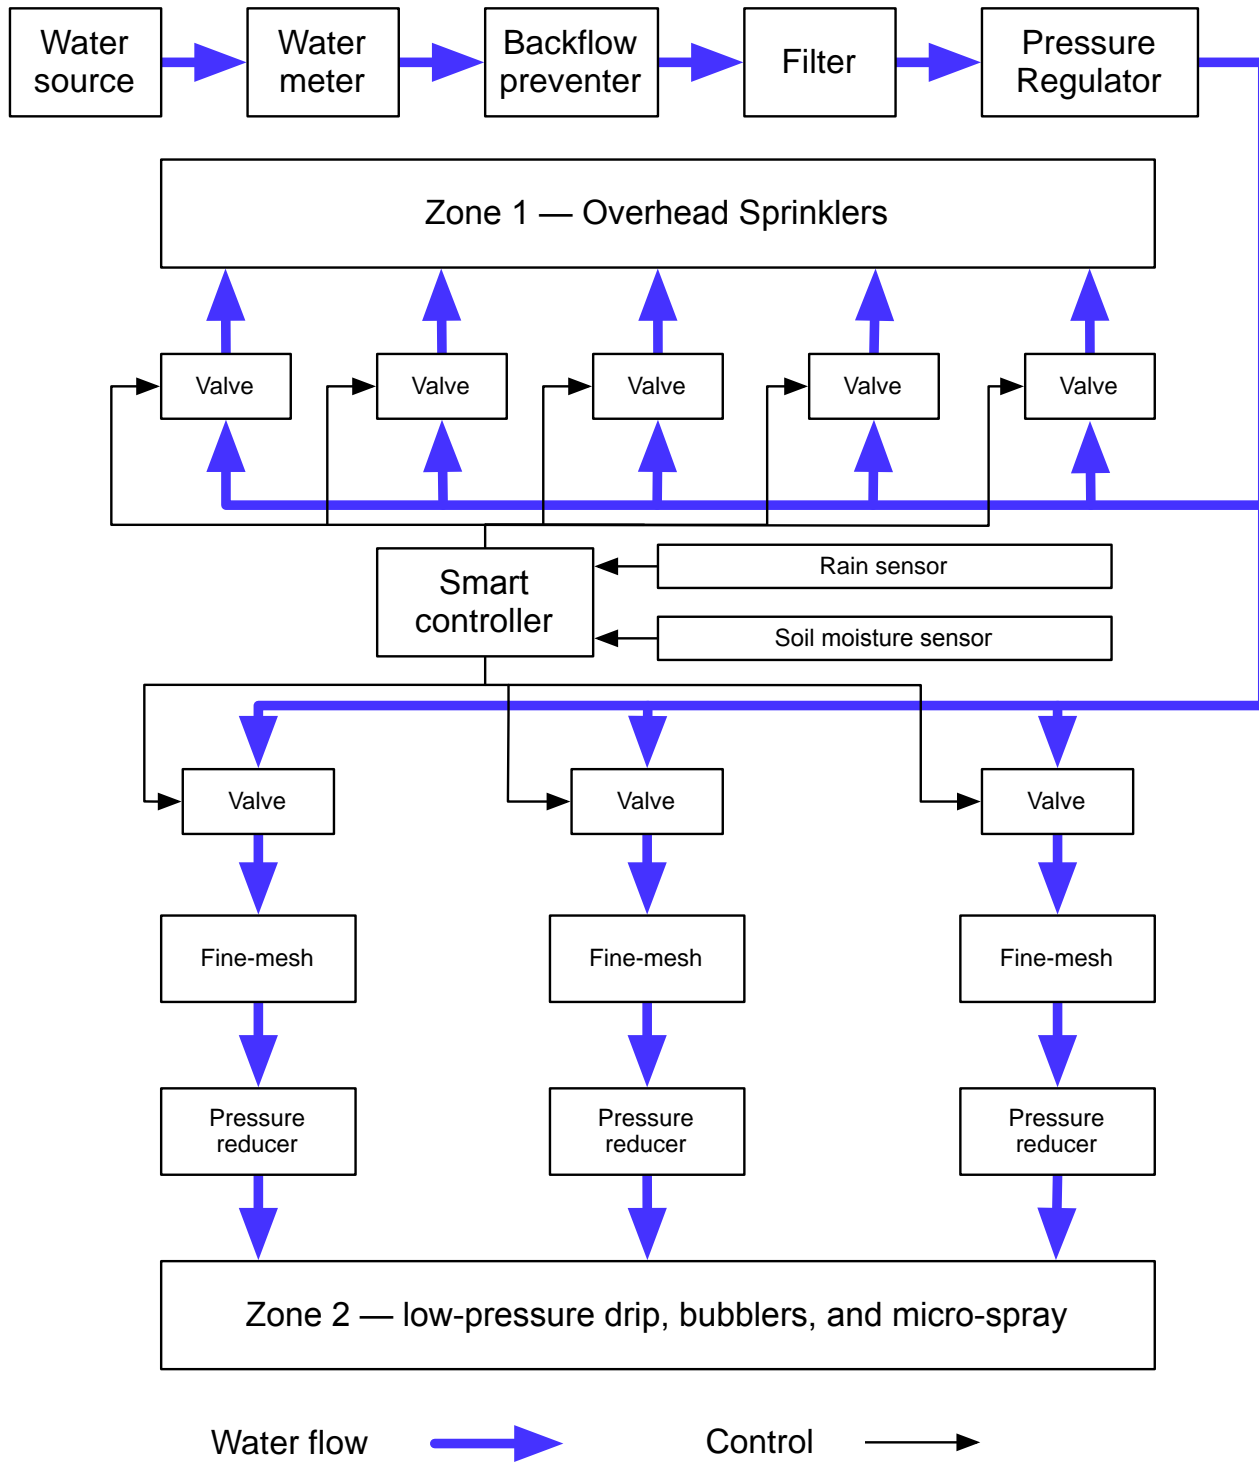 Water
source
Water
meter
Backflow
preventer
Filter
Pressure
Regulator
Zone 1 — Overhead Sprinklers
Valve
Valve
Valve
Valve
Valve
Smart
controller
Rain sensor
Soil moisture sensor
Valve
Valve
Valve
Fine-mesh
Fine-mesh
Fine-mesh
Pressure
reducer
Pressure
reducer
Pressure
reducer
Zone 2 — low-pressure drip, bubblers, and micro-spray
Water flow
Control